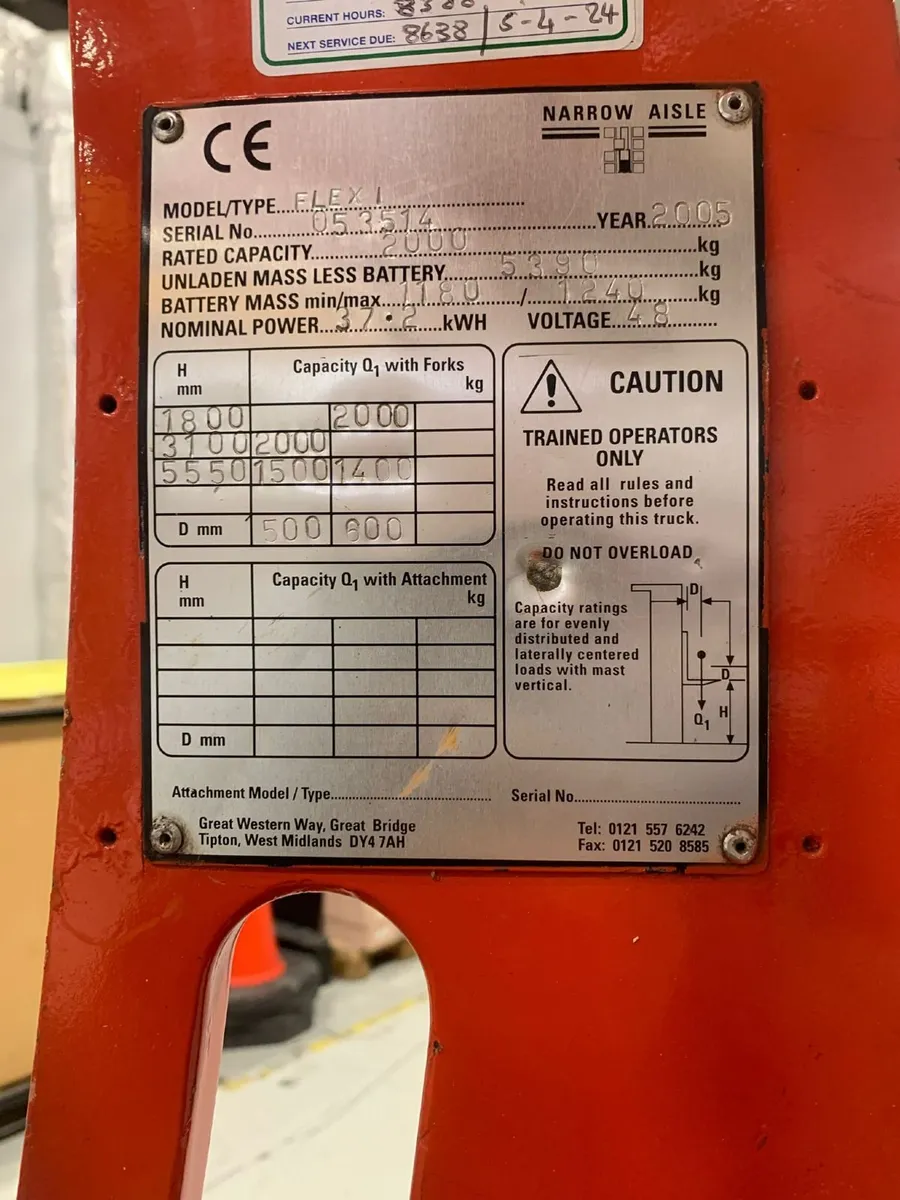 CURRENT HOURS:
NEXT SERVICE DUE: 8638 / 5-4-24
CE
NARROW AISLE
MODEL/TYPE....FLEX I
SERIAL No....053514....YEAR 2005
RATED CAPACITY....2000....kg
UNLADEN MASS LESS BATTERY....5390....kg
BATTERY MASS min/max....1180..../....1240....kg
NOMINAL POWER...37.2....kWH VOLTAGE...48....
H mm Capacity Q1 with Forks kg
1800 2000
3100 2000
5550 1500 1400
D mm 500 600
H mm Capacity Q1 with Attachment kg
D mm
CAUTION
TRAINED OPERATORS
ONLY
Read all rules and
instructions before
operating this truck.
DO NOT OVERLOAD
Capacity ratings
are for evenly
distributed and
laterally centered
loads with mast
vertical.
D
D
H
Q1
Attachment Model / Type.................... Serial No....................
Great Western Way, Great Bridge
Tipton, West Midlands DY4 7AH
Tel: 0121 557 6242
Fax: 0121 520 8585